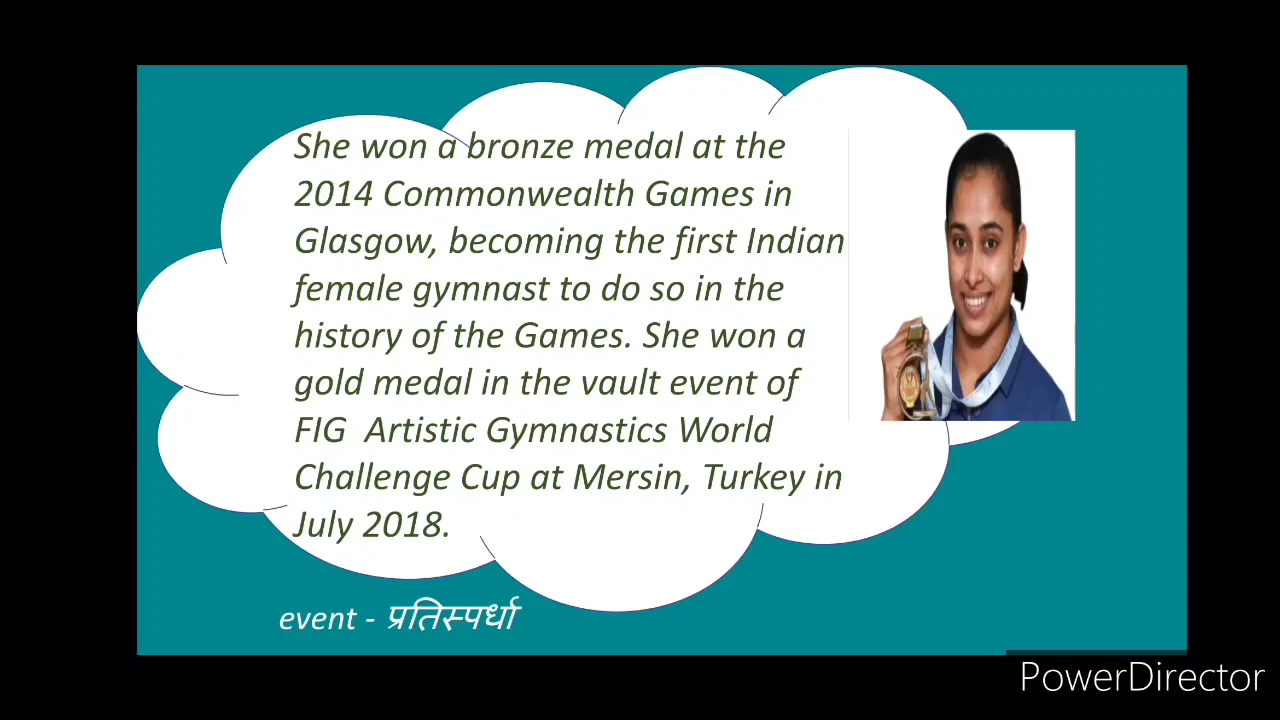 She won a bronze medal at the
2014 Commonwealth Games in
Glasgow, becoming the first Indian
female gymnast to do so in the
history of the Games. She won a
gold medal in the vault event of
FIG  Artistic Gymnastics World
Challenge Cup at Mersin, Turkey in
July 2018.
event - प्रतिस्पर्धा
PowerDirector